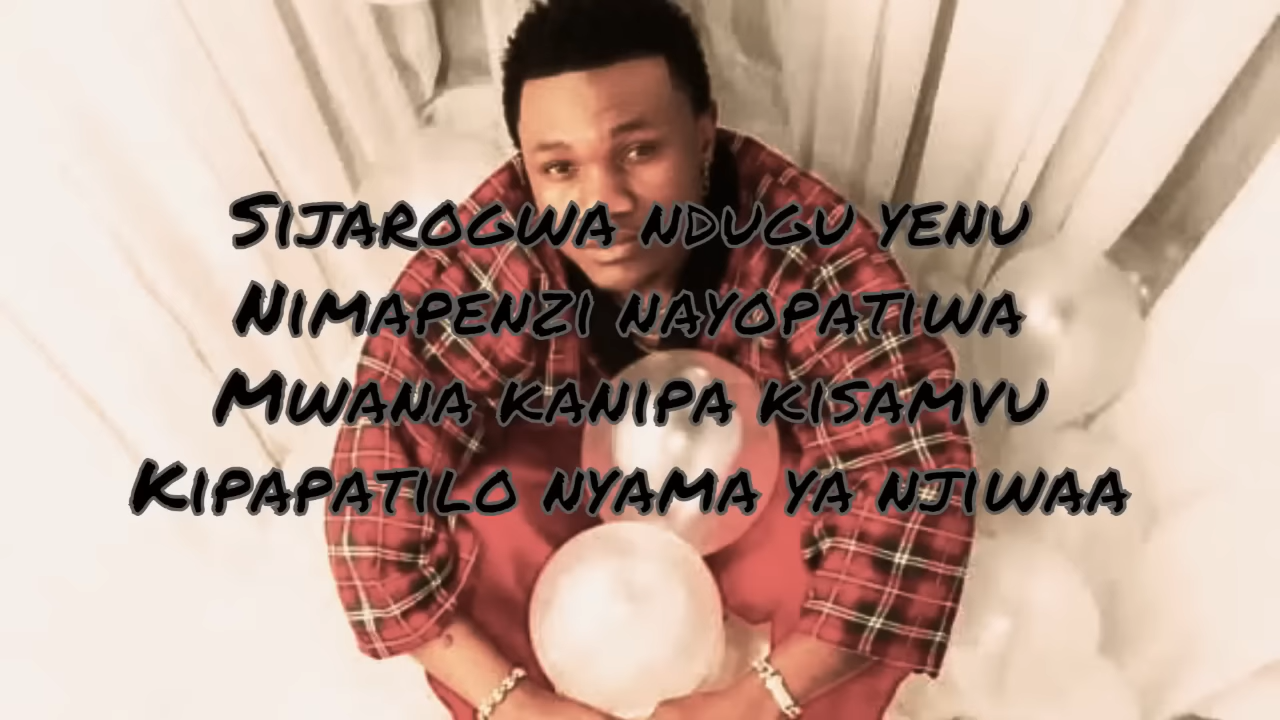 Sijarogwa ndugu yenu
Nimapenzi nayopatiwa
Mwana kanipa kisamvu
Kipapatilo nyama ya njiwaa